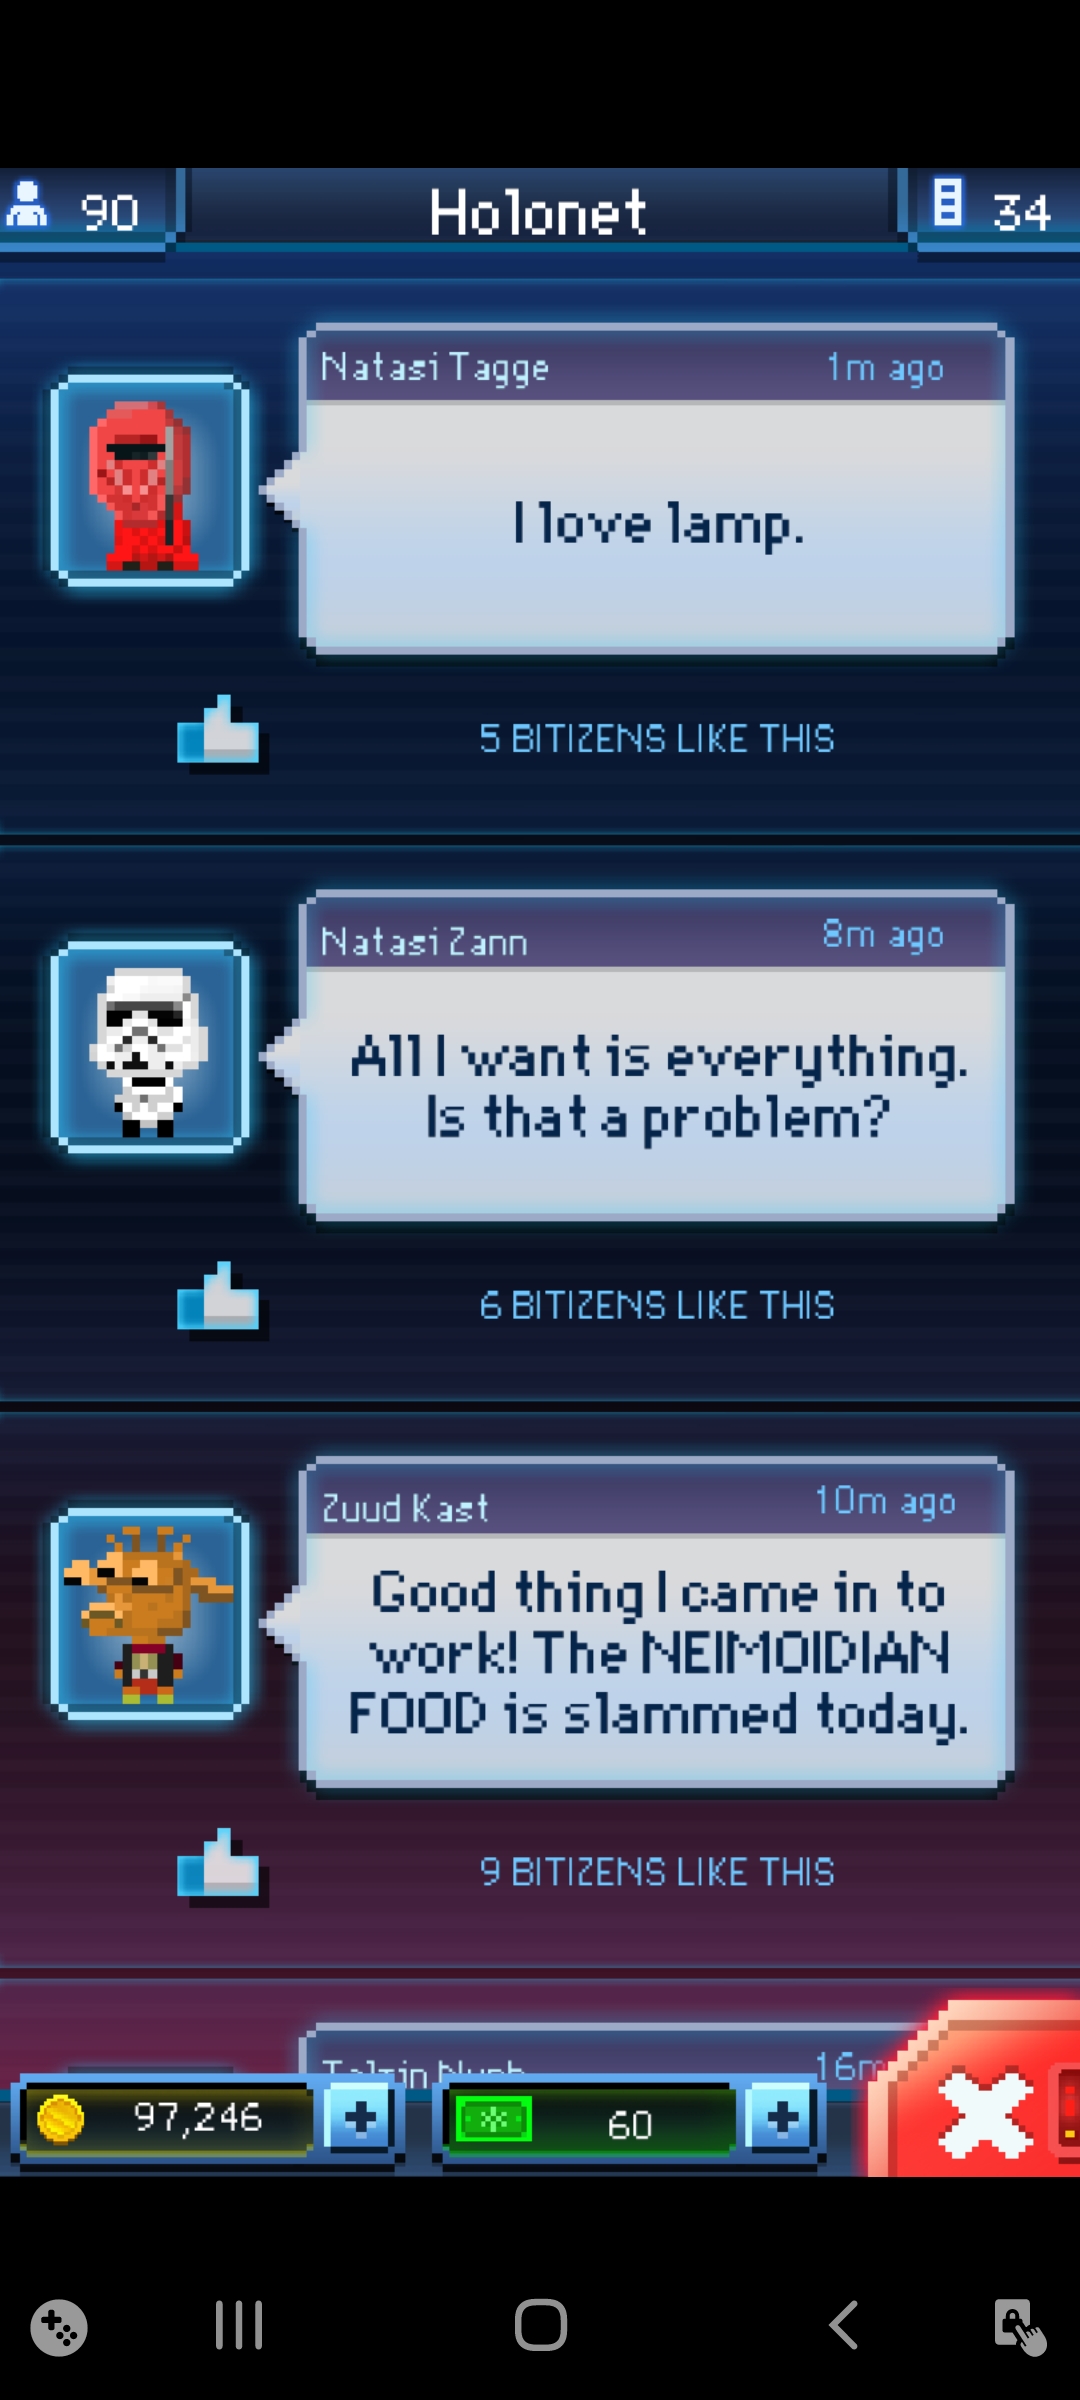 90
Holonet
34
Natasi Tagge
1m ago
I love lamp.
5 BITIZENS LIKE THIS
Natasi Zann
8m ago
All I want is everything.
Is that a problem?
6 BITIZENS LIKE THIS
Zuud Kast
10m ago
Good thing I came in to
work! The NEIMOIDIAN
FOOD is slammed today.
9 BITIZENS LIKE THIS
97,246
60